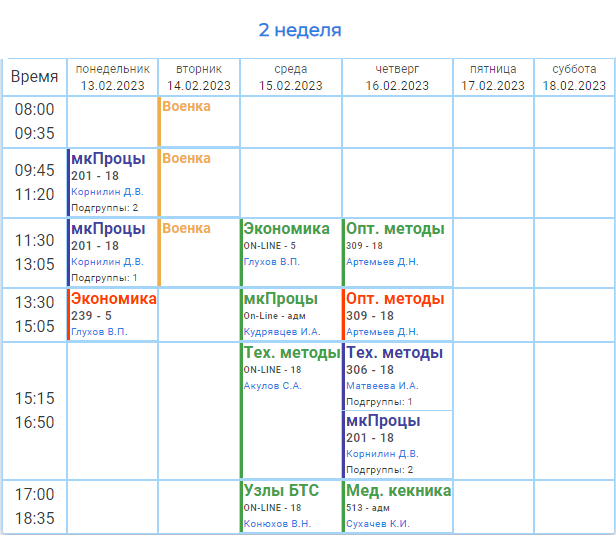 2 неделя
Время
понедельник
13.02.2023
вторник
14.02.2023
среда
15.02.2023
четверг
16.02.2023
пятница
17.02.2023
суббота
18.02.2023
08:00
09:35
Военка
09:45
11:20
мкПроцы
201 - 18
Корнилин Д.В.
Подгруппы: 2
Военка
11:30
13:05
мкПроцы
201 - 18
Корнилин Д.В.
Подгруппы: 1
Военка
Экономика
ON-LINE - 5
Глухов В.П.
Опт. методы
309 - 18
Артемьев Д.Н.
13:30
15:05
Экономика
239 - 5
Глухов В.П.
мкПроцы
On-Line - адм
Кудрявцев И.А.
Опт. методы
309 - 18
Артемьев Д.Н.
15:15
16:50
Тех. методы
ON-LINE - 18
Акулов С.А.
Тех. методы
306 - 18
Матвеева И.А.
Подгруппы: 1
мкПроцы
201 - 18
Корнилин Д.В.
Подгруппы: 2
17:00
18:35
Узлы БТС
ON-LINE - 18
Конюхов В.Н.
Мед. кекника
513 - адм
Сухачев К.И.